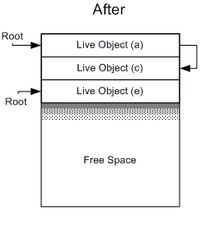 After
Root
Live Object (a)
Live Object (c)
Live Object (e)
Root
Free Space